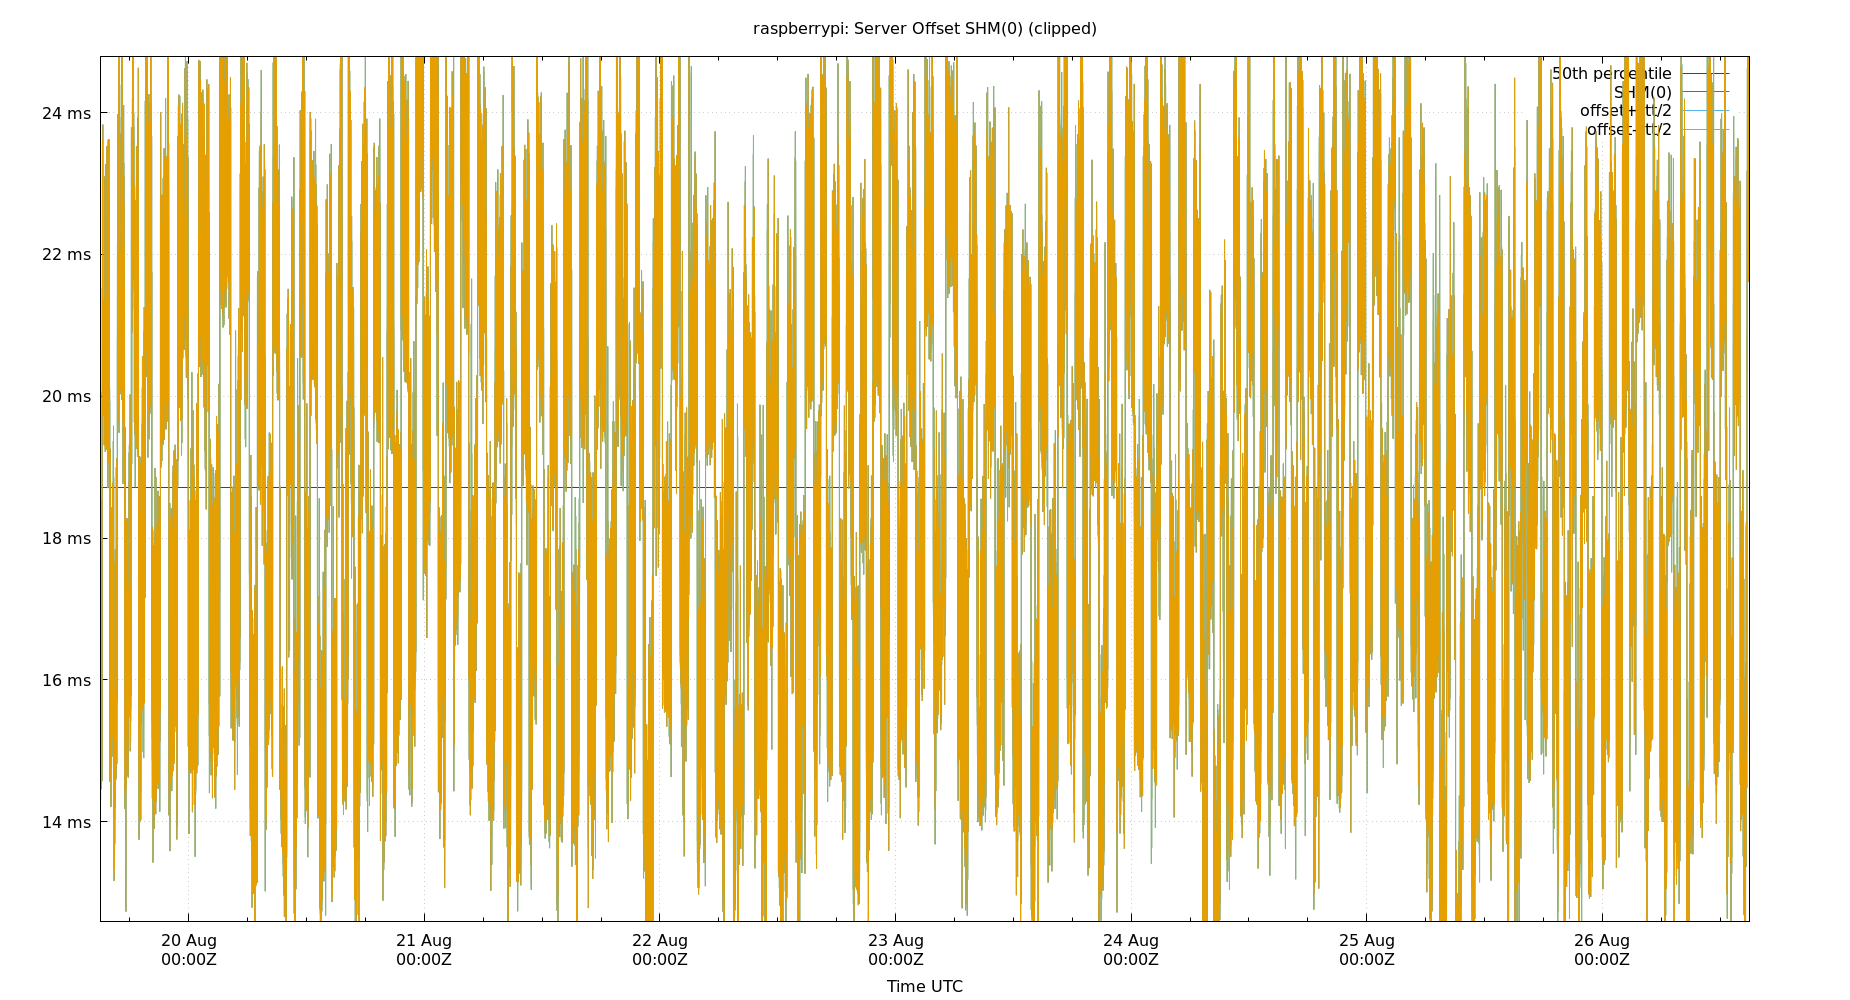 raspberrypi: Server Offset SHM(0) (clipped)
50th percentile
SHM(0)
offset+rtt/2
offset-rtt/2
24 ms
22 ms
20 ms
18 ms
16 ms
14 ms
20 Aug 21 Aug 22 Aug 23 Aug 24 Aug 25 Aug 26 Aug
00:00Z 00:00Z 00:00Z 00:00Z 00:00Z 00:00Z 00:00Z
Time UTC